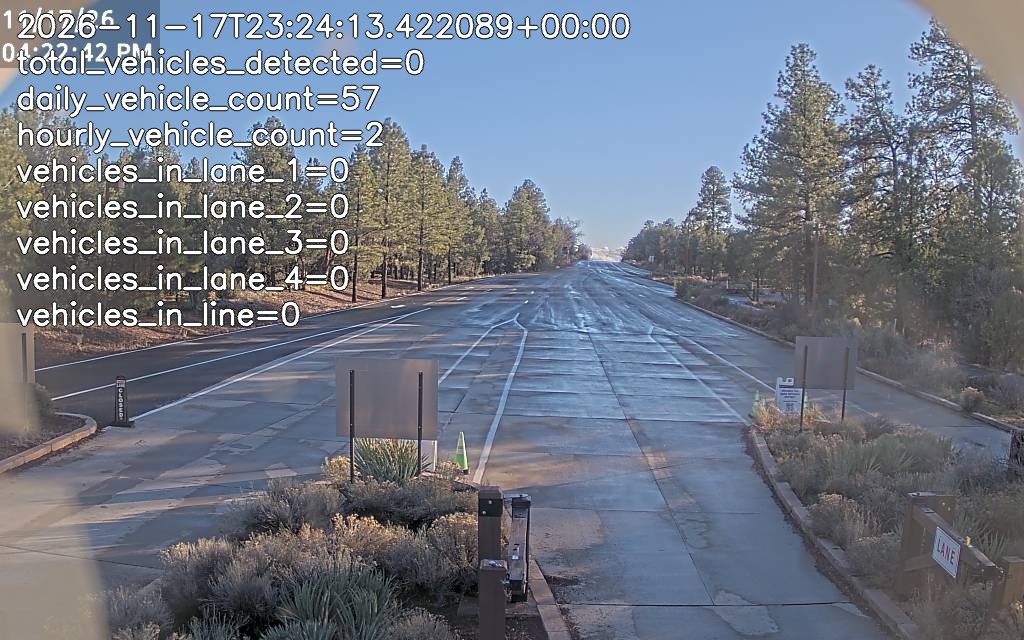 2026-11-17T23:24:13.422089+00:00
04:22:42 PM
total_vehicles_detected=0
daily_vehicle_count=57
hourly_vehicle_count=2
vehicles_in_lane_1=0
vehicles_in_lane_2=0
vehicles_in_lane_3=0
vehicles_in_lane_4=0
vehicles_in_line=0
CLOSED
LANE